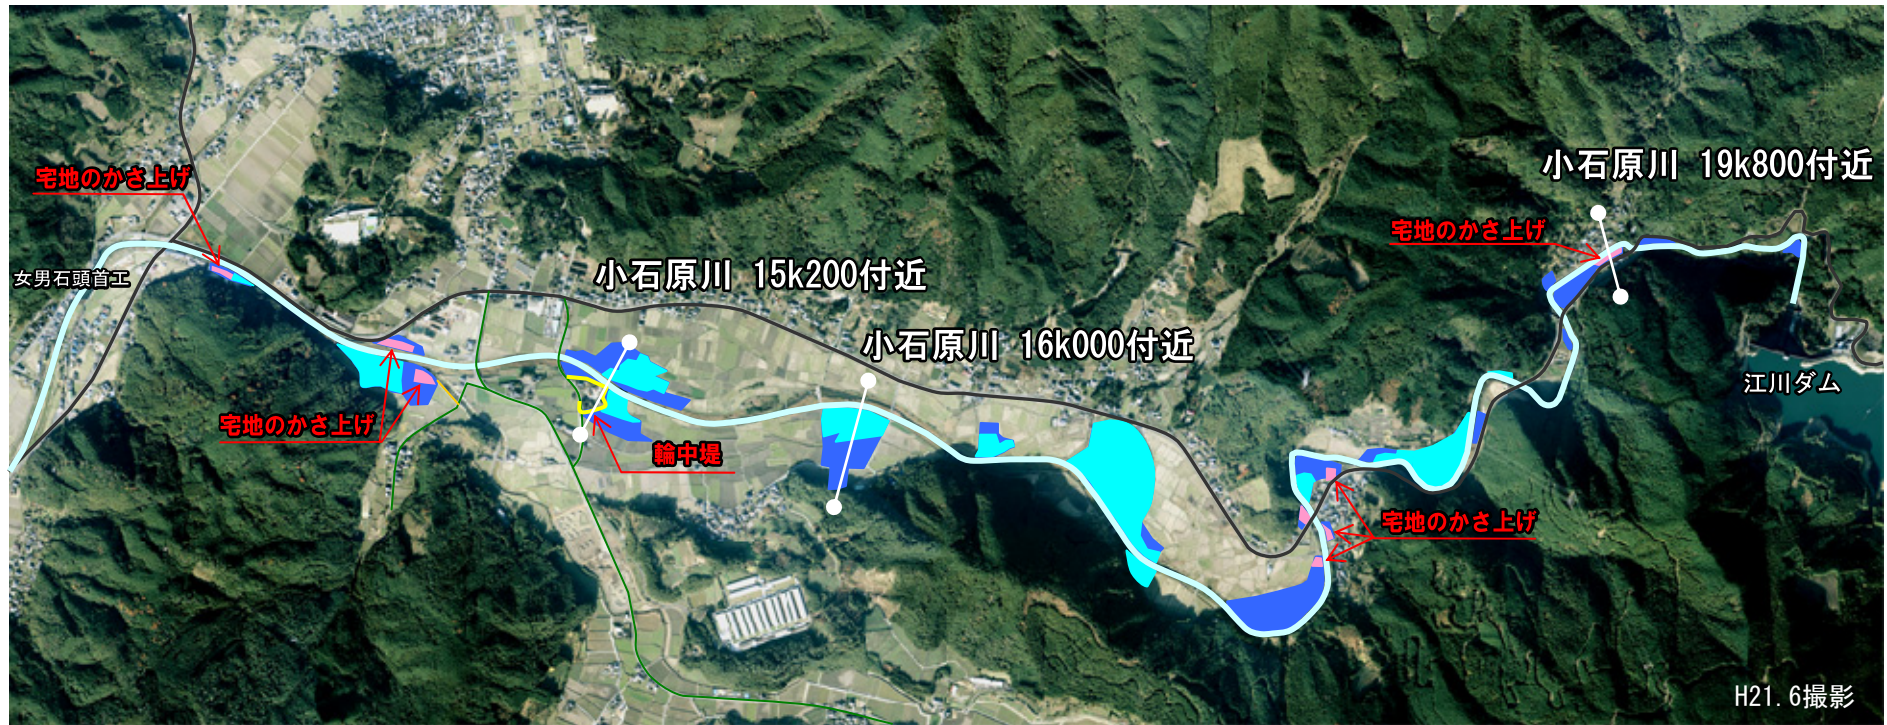 小石原川 19k800付近
宅地のかさ上げ
宅地のかさ上げ
女男石頭首工
小石原川 15k200付近
小石原川 16k000付近
江川ダム
宅地のかさ上げ
輪中堤
宅地のかさ上げ
H21.6撮影